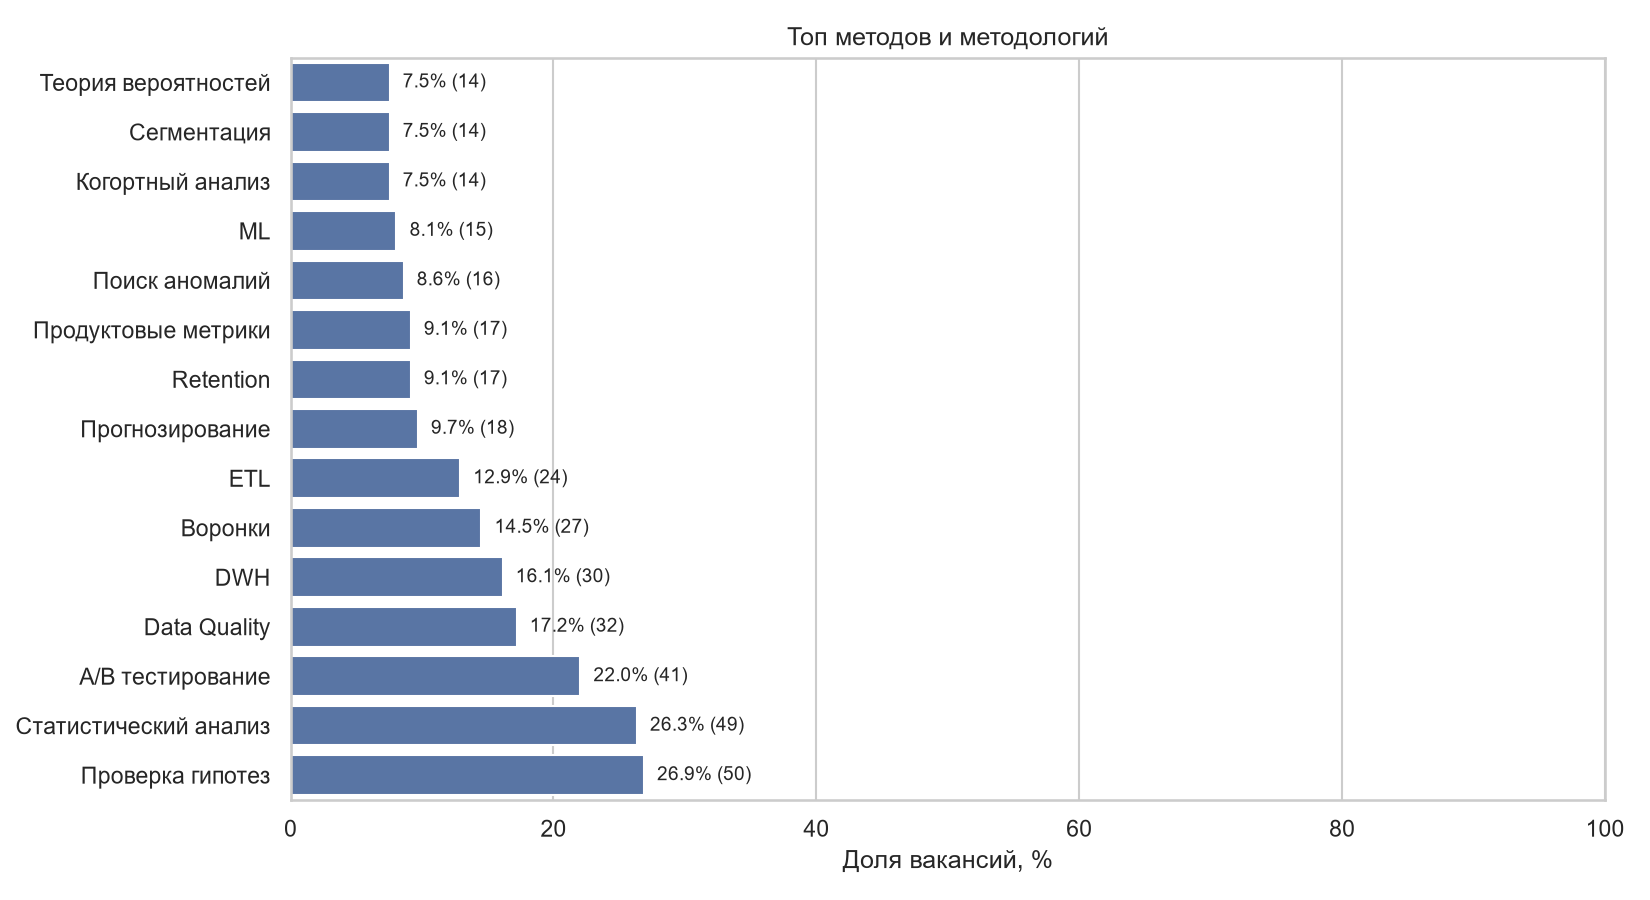 Топ методов и методологий
Теория вероятностей 7.5% (14)
Сегментация 7.5% (14)
Когортный анализ 7.5% (14)
ML 8.1% (15)
Поиск аномалий 8.6% (16)
Продуктовые метрики 9.1% (17)
Retention 9.1% (17)
Прогнозирование 9.7% (18)
ETL 12.9% (24)
Воронки 14.5% (27)
DWH 16.1% (30)
Data Quality 17.2% (32)
A/B тестирование 22.0% (41)
Статистический анализ 26.3% (49)
Проверка гипотез 26.9% (50)
0 20 40 60 80 100
Доля вакансий, %